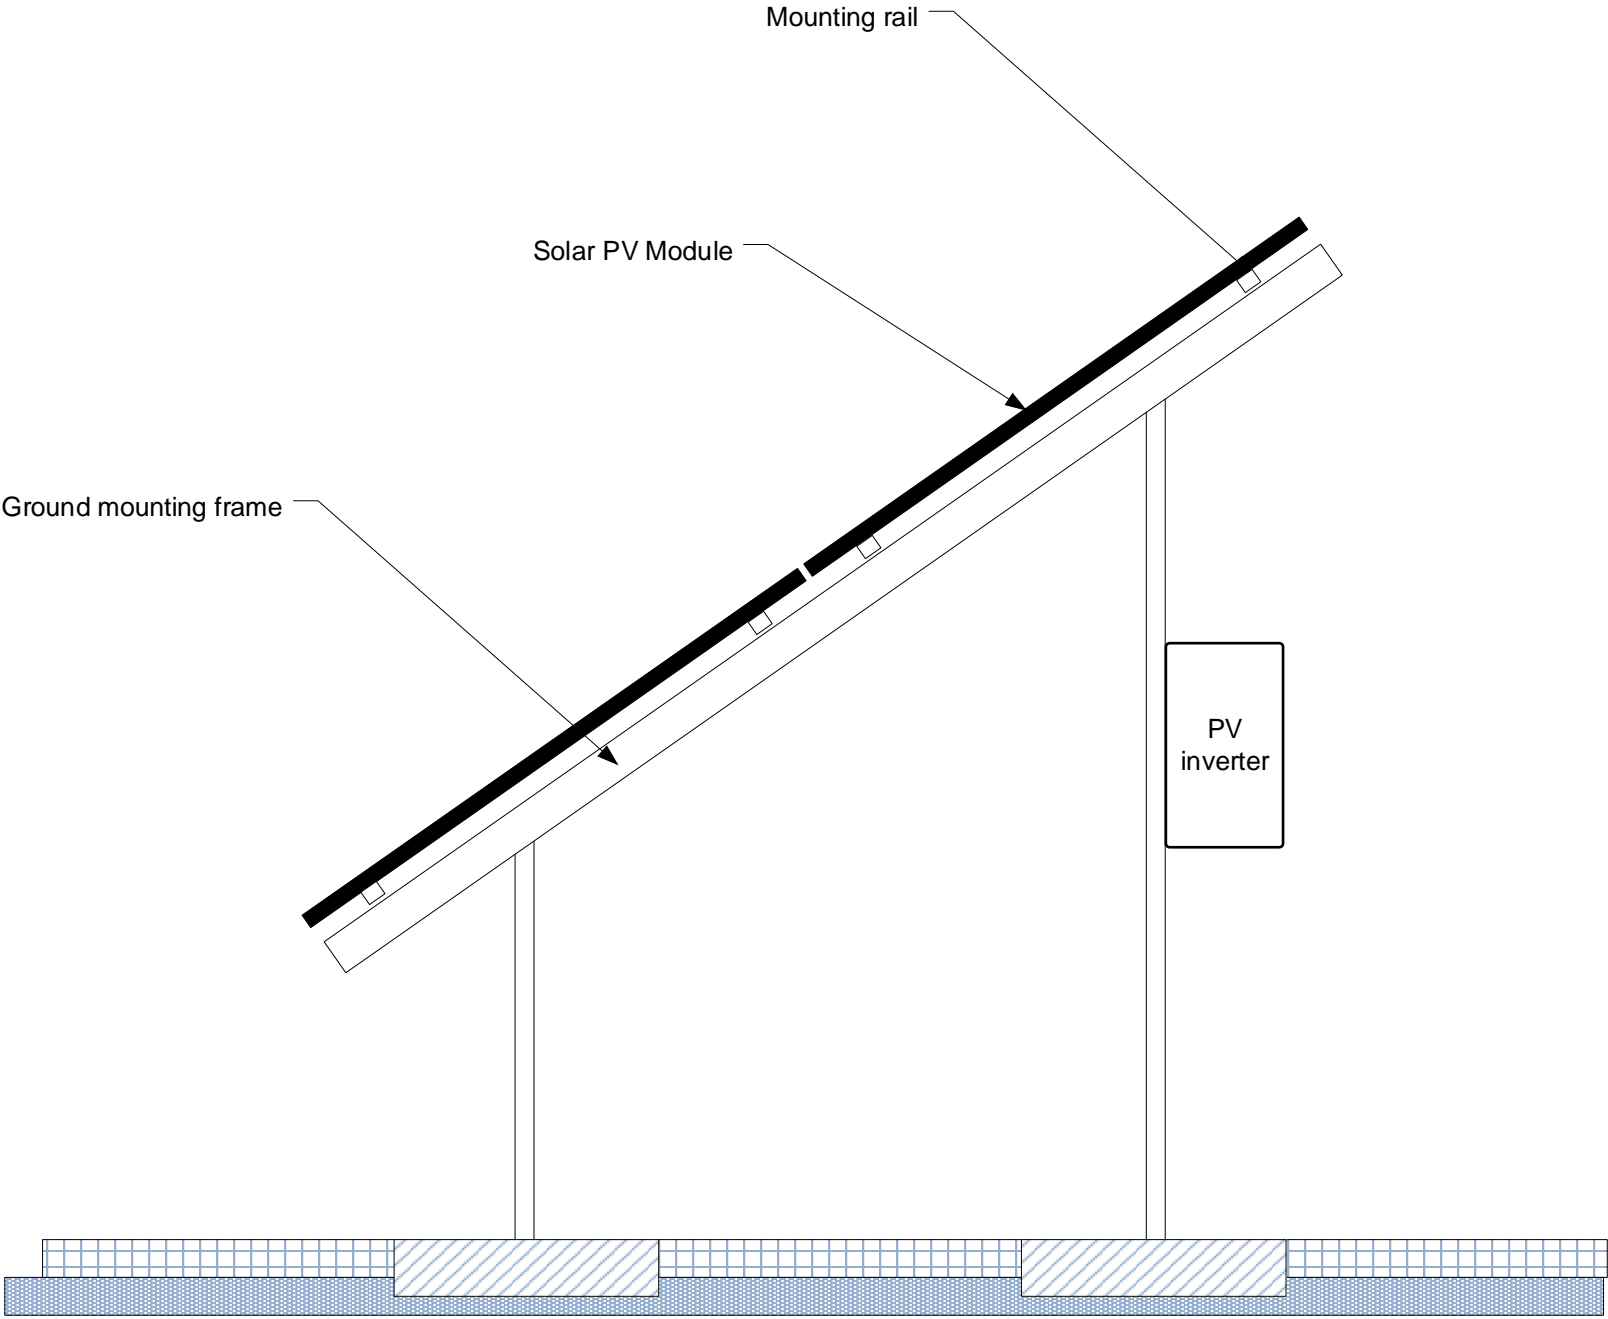 Mounting rail
Solar PV Module
Ground mounting frame
PV
inverter